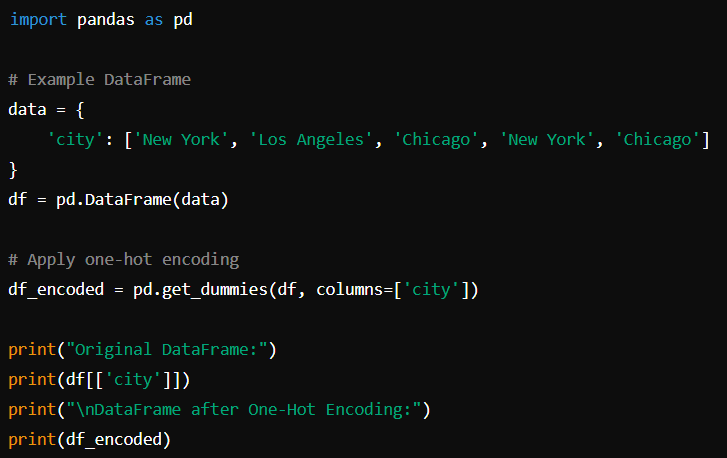 import pandas as pd
# Example DataFrame
data = {
    'city': ['New York', 'Los Angeles', 'Chicago', 'New York', 'Chicago']
}
df = pd.DataFrame(data)
# Apply one-hot encoding
df_encoded = pd.get_dummies(df, columns=['city'])
print("Original DataFrame:")
print(df[['city']])
print("\nDataFrame after One-Hot Encoding:")
print(df_encoded)